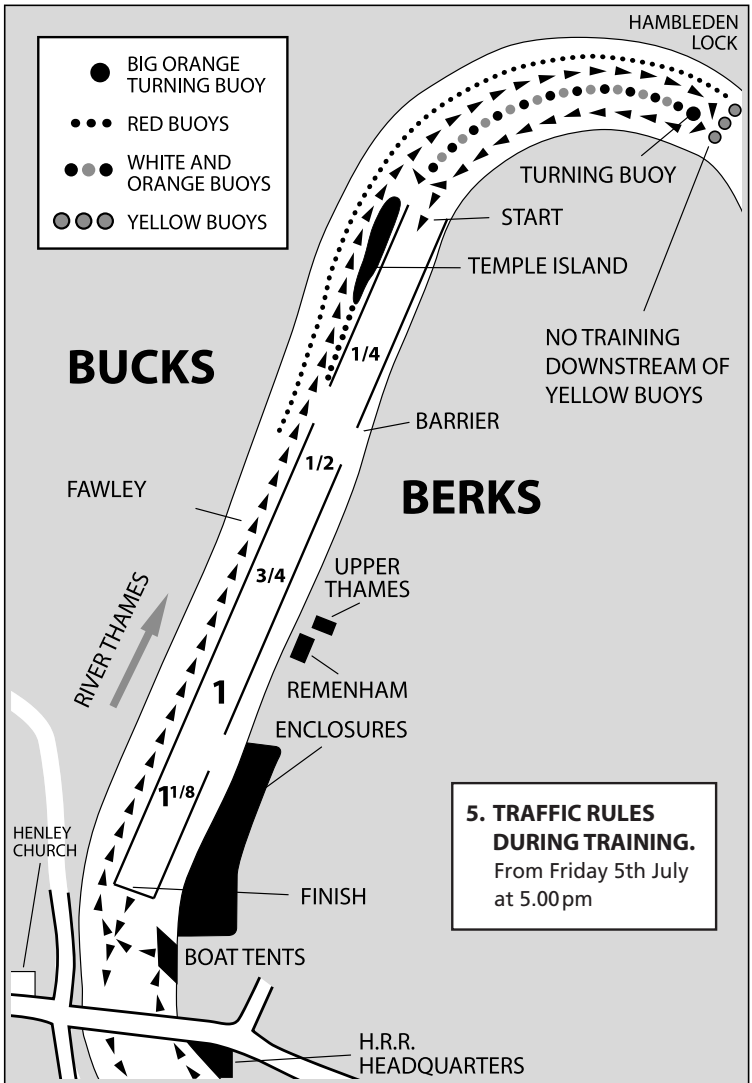 HAMBLEDEN
LOCK
BIG ORANGE
TURNING BUOY
RED BUOYS
WHITE AND
ORANGE BUOYS
YELLOW BUOYS
TURNING BUOY
START
TEMPLE ISLAND
NO TRAINING
DOWNSTREAM OF
YELLOW BUOYS
1/4
BUCKS
BARRIER
1/2
FAWLEY
BERKS
3/4
UPPER
THAMES
RIVER THAMES
REMENHAM
1
ENCLOSURES
1 1/8
5. TRAFFIC RULES
DURING TRAINING.
From Friday 5th July
at 5.00 pm
HENLEY
CHURCH
FINISH
BOAT TENTS
H.R.R.
HEADQUARTERS